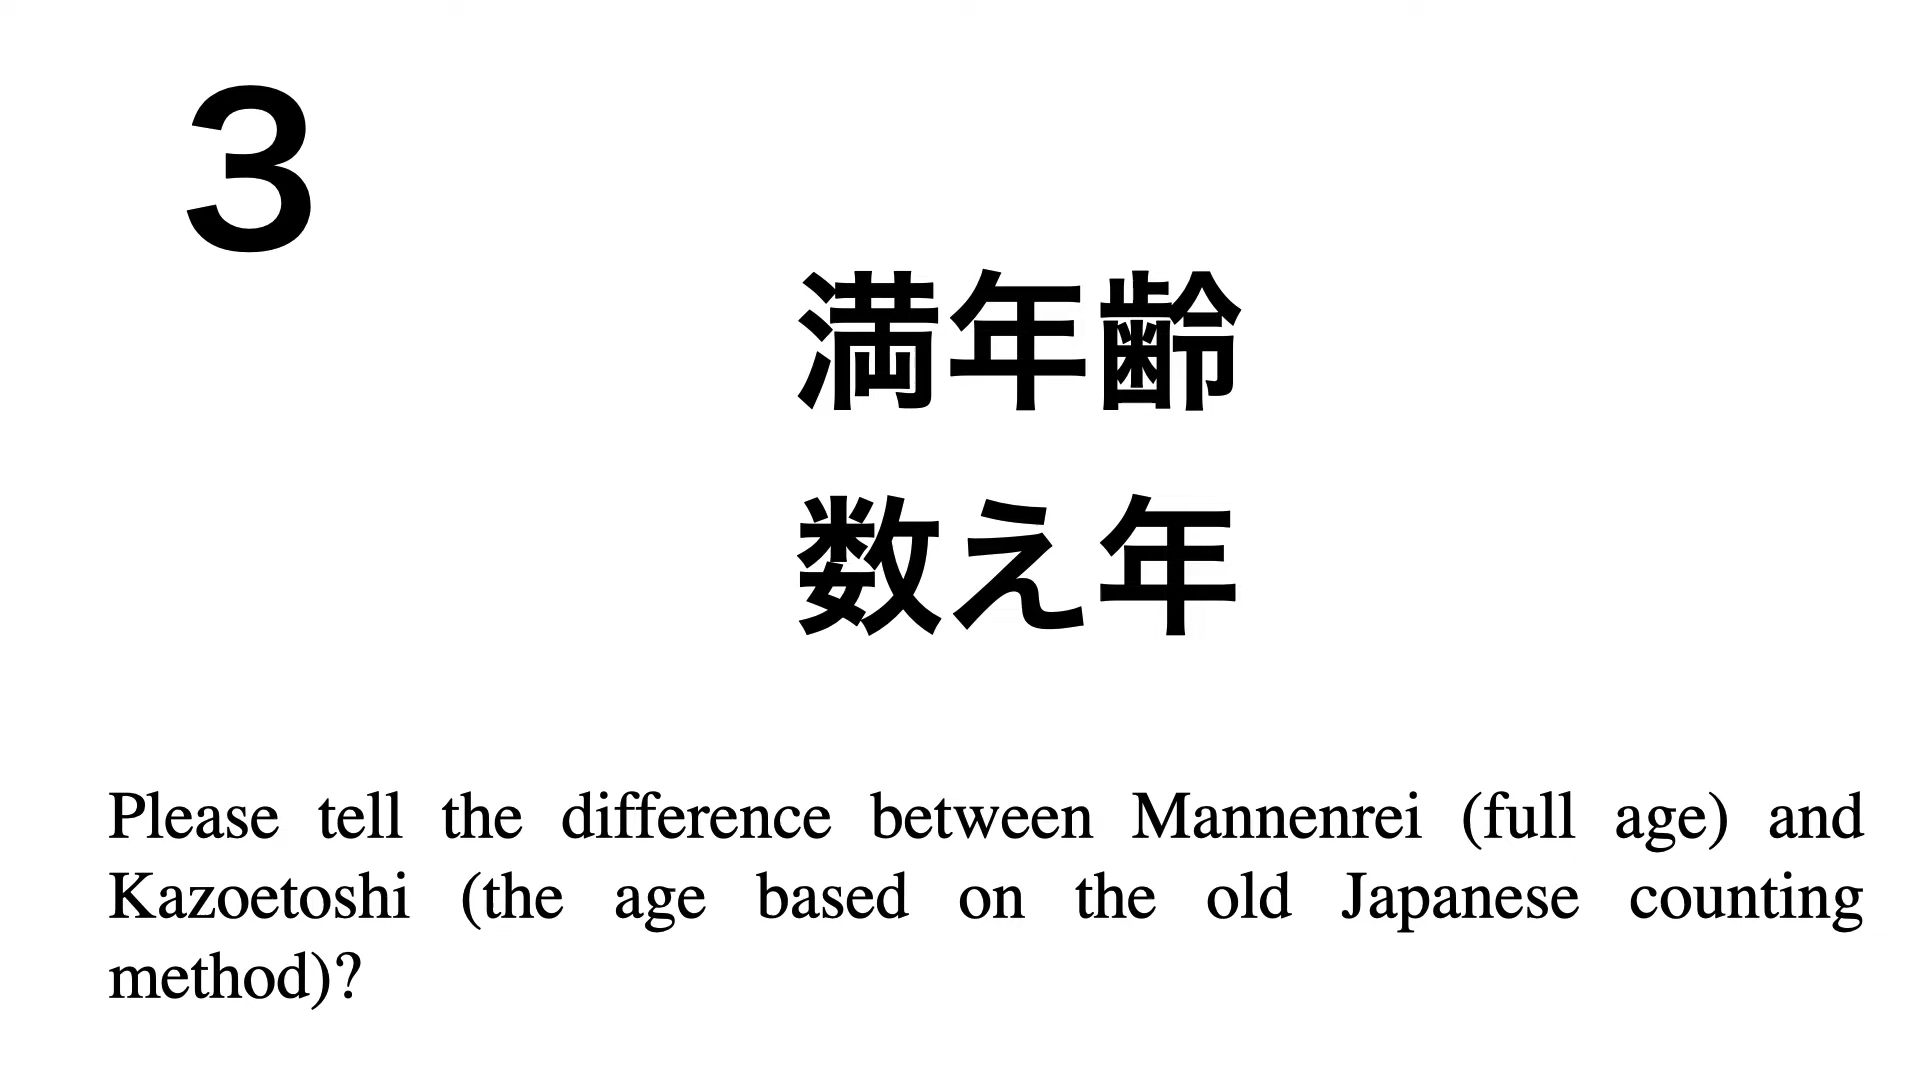 3
満年齢
数え年
Please tell the difference between Mannenrei (full age) and
Kazoetoshi (the age based on the old Japanese counting
method)?